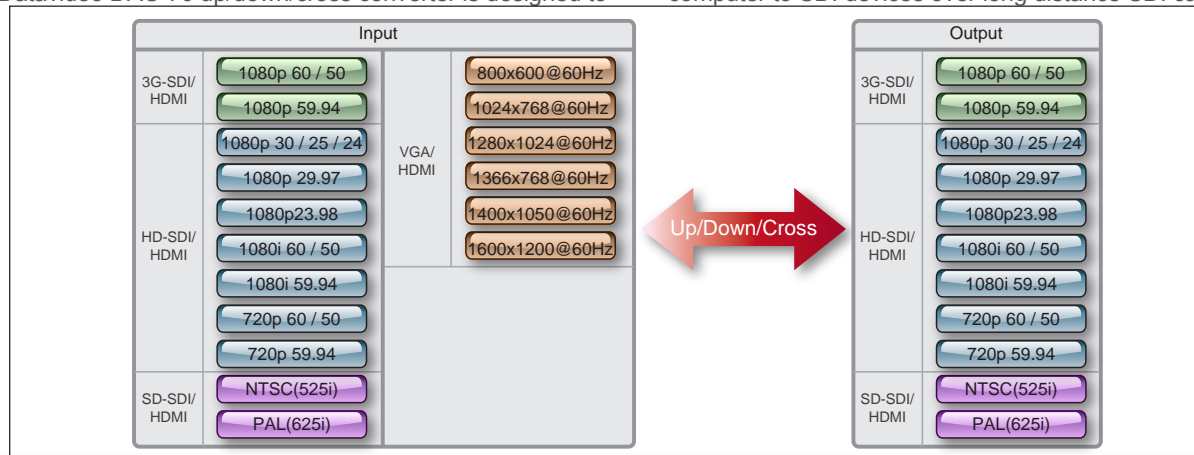 Input
3G-SDI/
HDMI
1080p 60 / 50
1080p 59.94
HD-SDI/
HDMI
1080p 30 / 25 / 24
1080p 29.97
1080p23.98
1080i 60 / 50
1080i 59.94
720p 60 / 50
720p 59.94
SD-SDI/
HDMI
NTSC(525i)
PAL(625i)
VGA/
HDMI
800x600@60Hz
1024x768@60Hz
1280x1024@60Hz
1366x768@60Hz
1400x1050@60Hz
1600x1200@60Hz
Up/Down/Cross
Output
3G-SDI/
HDMI
1080p 60 / 50
1080p 59.94
HD-SDI/
HDMI
1080p 30 / 25 / 24
1080p 29.97
1080p23.98
1080i 60 / 50
1080i 59.94
720p 60 / 50
720p 59.94
SD-SDI/
HDMI
NTSC(525i)
PAL(625i)